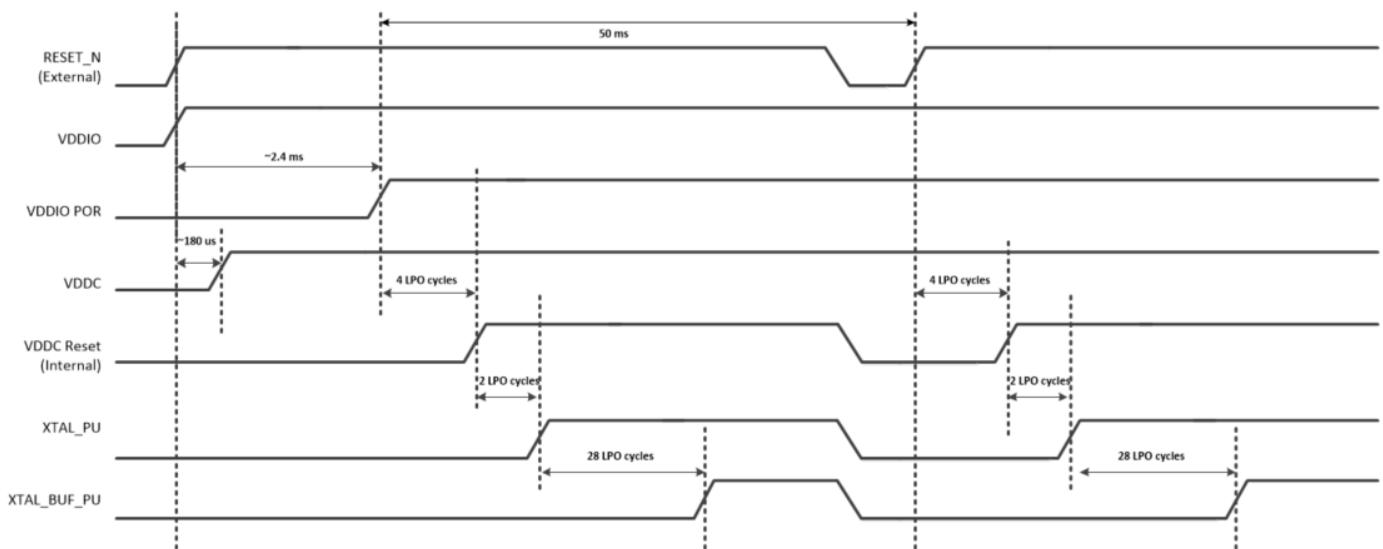 50 ms
RESET_N
(External)
VDDIO
~2.4 ms
VDDIO POR
~180 us
VDDC
4 LPO cycles
4 LPO cycles
VDDC Reset
(Internal)
2 LPO cycles
2 LPO cycles
XTAL_PU
28 LPO cycles
28 LPO cycles
XTAL_BUF_PU